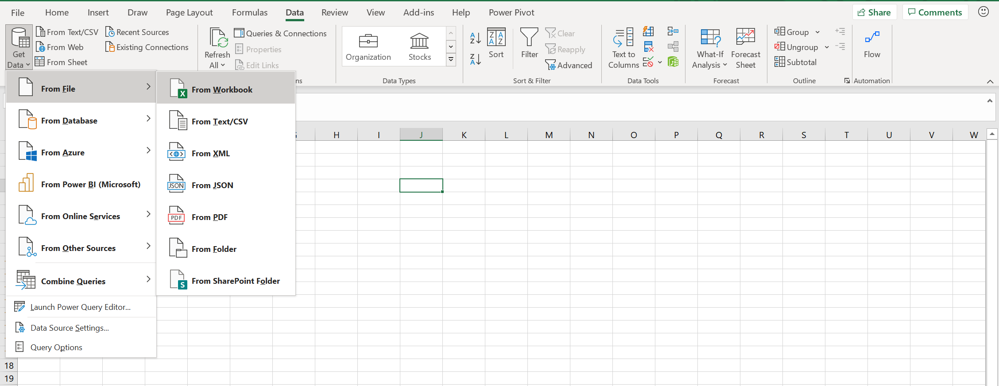 File Home Insert Draw Page Layout Formulas Data Review View Add-ins Help Power Pivot Share Comments
Get Data
From Text/CSV
From Web
From Sheet
Recent Sources
Existing Connections
Refresh All
Queries & Connections
Properties
Edit Links
ns
Organization
Stocks
Data Types
A Z
Z A
Z A A Z
Sort
Filter
Clear
Reapply
Advanced
Sort & Filter
Text to Columns
Data Tools
What-If Analysis
Forecast Sheet
Forecast
Group
Ungroup
Subtotal
Outline
Flow
Automation
From File
From Database
From Azure
From Power BI (Microsoft)
From Online Services
From Other Sources
Combine Queries
Launch Power Query Editor...
Data Source Settings...
Query Options
X From Workbook
From Text/CSV
From XML
JSON From JSON
PDF From PDF
From Folder
S From SharePoint Folder
H I J K L M N O P Q R S T U V W
18
19